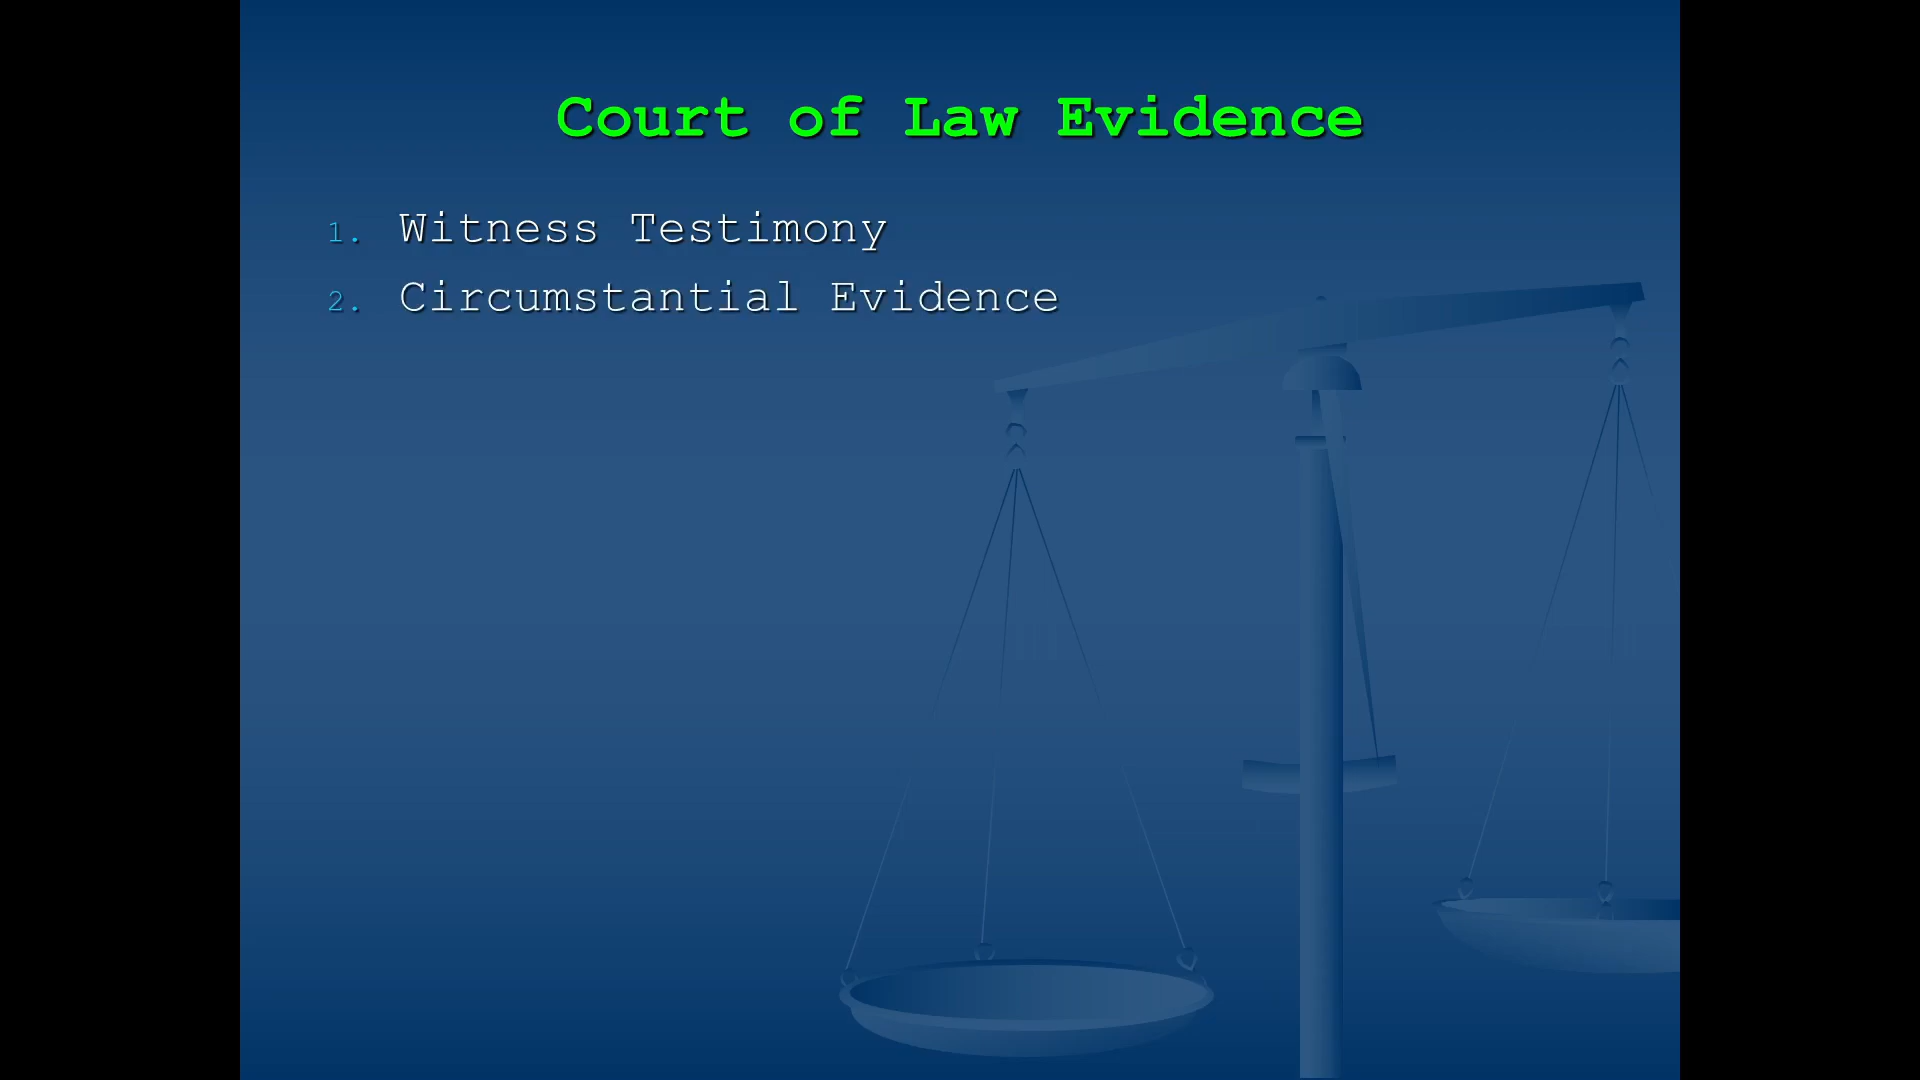 Court of Law Evidence
1. Witness Testimony
2. Circumstantial Evidence